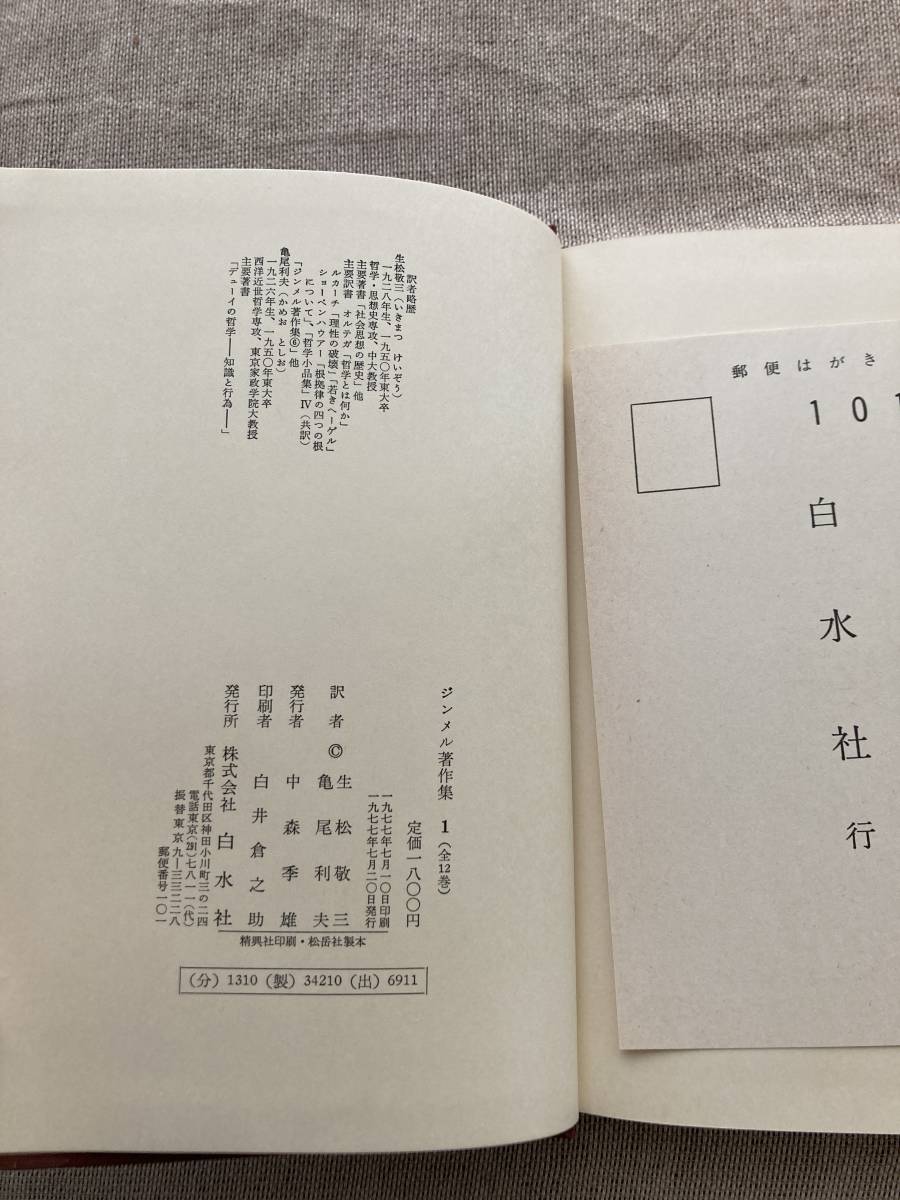 訳者略歴
生松敬三(いきまつ けいぞう)
一九二八年生、一九五〇年東大卒
哲学・思想史専攻、中大教授
主要著書「社会思想の歴史」他
主要訳書 オルテガ「哲学とは何か」
ルカーチ「理性の破壊」「若きヘーゲル」
ショーペンハウアー「根拠律の四つの根
について」、「哲学小品集」Ⅳ(共訳)
「ジンメル著作集⑥」他
亀尾利夫(かめお としお)
一九二六年生、一九五〇年東大卒
西洋近世哲学専攻、東京家政学院大教授
主要著書
「デューイの哲学――知識と行為――」
ジンメル著作集 1(全12巻)
定価一八〇〇円
一九七七年七月一〇日印刷
一九七七年七月二〇日発行
訳者 © 生松敬三
亀尾利夫
発行者 中森季雄
印刷者 白井倉之助
発行所 株式会社 白水社
東京都千代田区神田小川町三の二四
電話東京(291)七八一一(代)
振替東京九―三三二二八
郵便番号一〇一
精興社印刷・松岳社製本
(分)1310(製)34210(出)6911
郵便はがき
101
白水社行